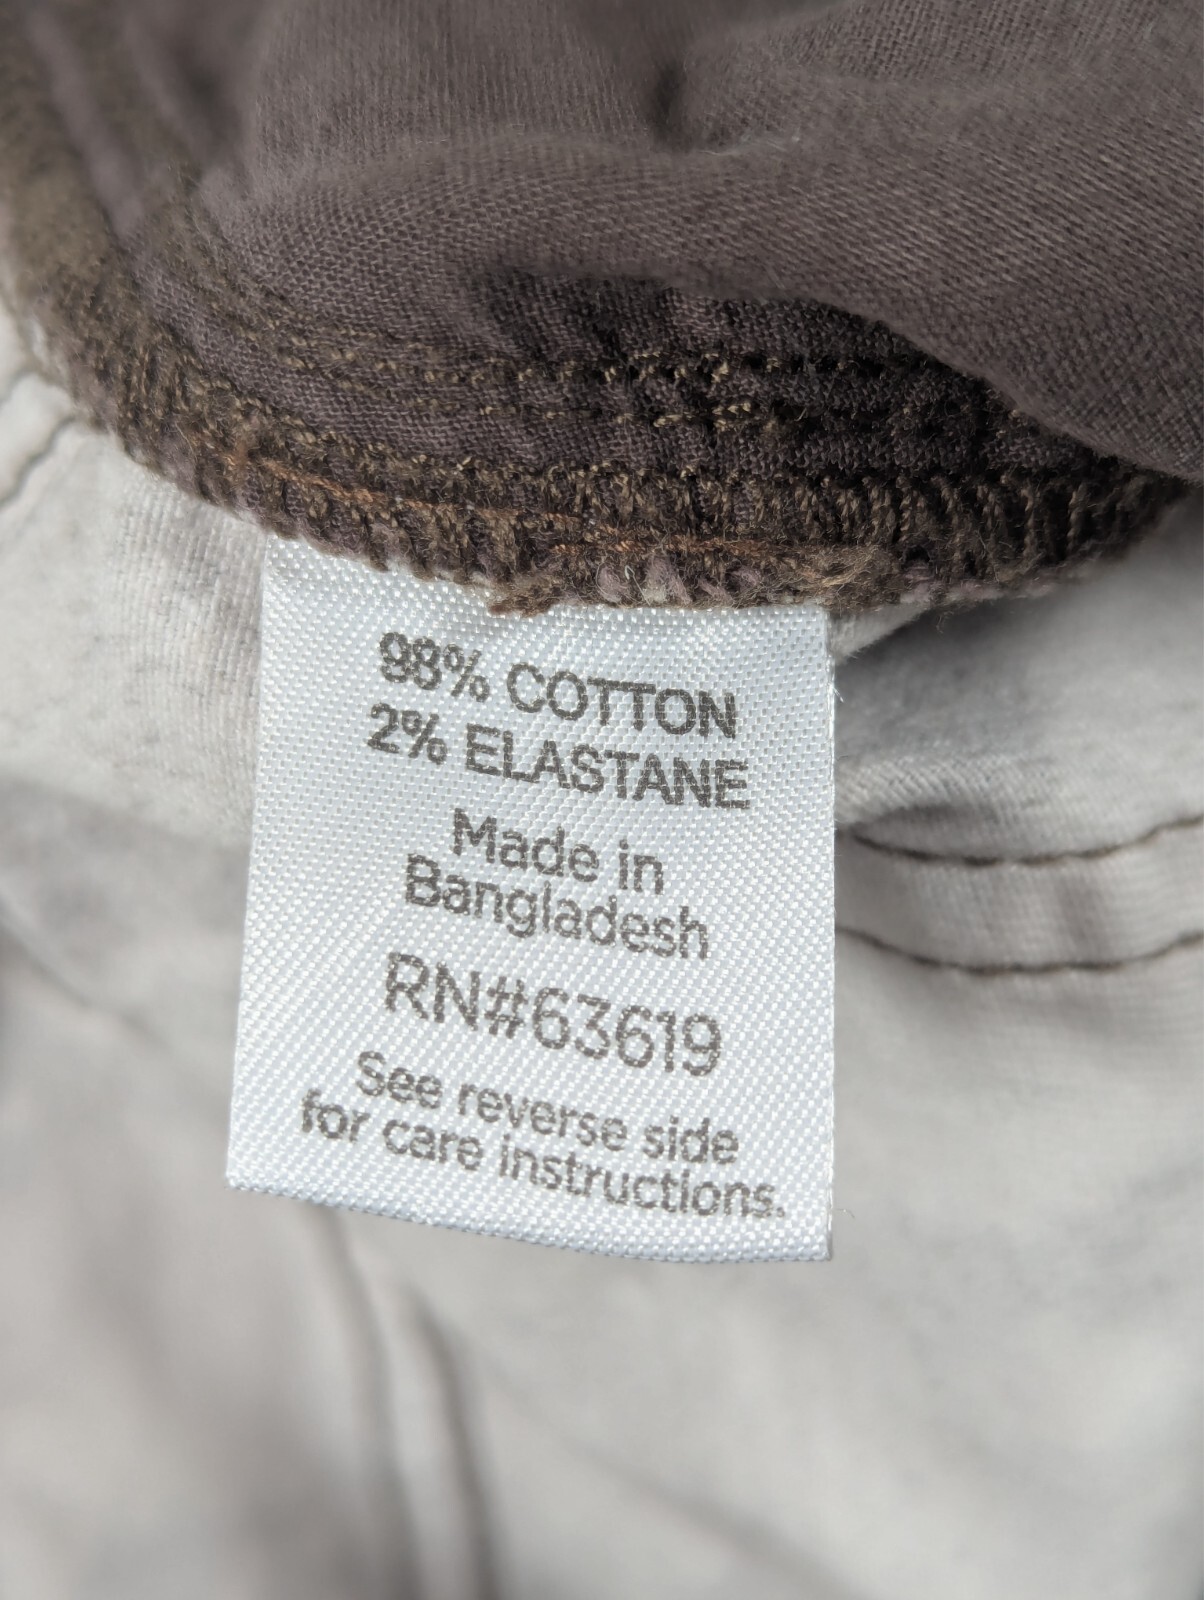 98% COTTON
2% ELASTANE
Made in
Bangladesh
RN#63619
See reverse side
for care instructions.